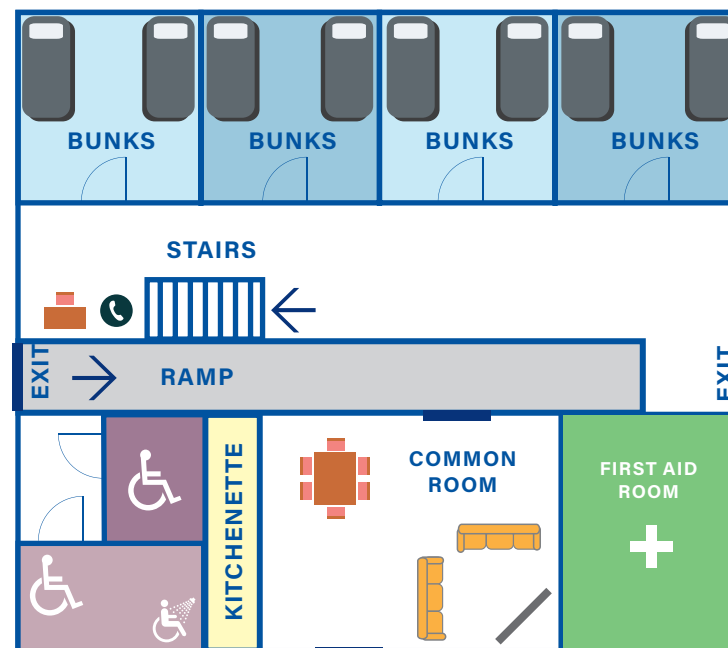 BUNKS
BUNKS
BUNKS
BUNKS
STAIRS
EXIT
RAMP
EXIT
KITCHENETTE
COMMON
ROOM
FIRST AID
ROOM